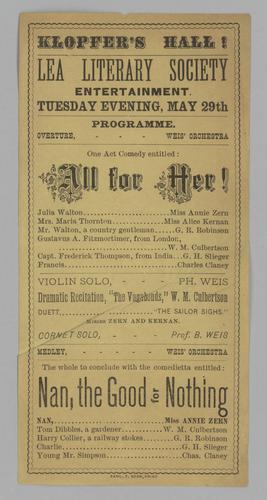 KLOPFER'S HALL!
LEA LITERARY SOCIETY
ENTERTAINMENT.
TUESDAY EVENING, MAY 29th
PROGRAMME.
OVERTURE, - - - WEIS' ORCHESTRA
One Act Comedy entitled:
All for Her!
Julia Walton..........Miss Annie Zern
Mrs. Maria Thornton..........Miss Alice Kernan
Mr. Walton, a country gentleman.....G. R. Robinson
Gustavus A. Fitzmortimer, from London,
W. M. Culbertson
Capt. Frederick Thompson, from India..G. H. Slieger
Francis..........Charles Claney
VIOLIN SOLO, - - - PH. WEIS
Dramatic Recitation, "The Vagabonds," W. M. Culbertson
DUETT, "THE SAILOR SIGHS."
MISSES ZERN AND KERNAN.
CORNET SOLO, - - Prof. B. WEIS
MEDLEY, - - - WEIS' ORCHESTRA
The whole to conclude with the comedietta entitled:
Nan, the Good for Nothing
NAN,..........Miss ANNIE ZERN
Tom Dibbles, a gardener..........W. M. Culbertson
Harry Collier, a railway stoker........G. R. Robinson
Charlie..........G. H. Slieger
Young Mr. Simpson..........Chas. Claney